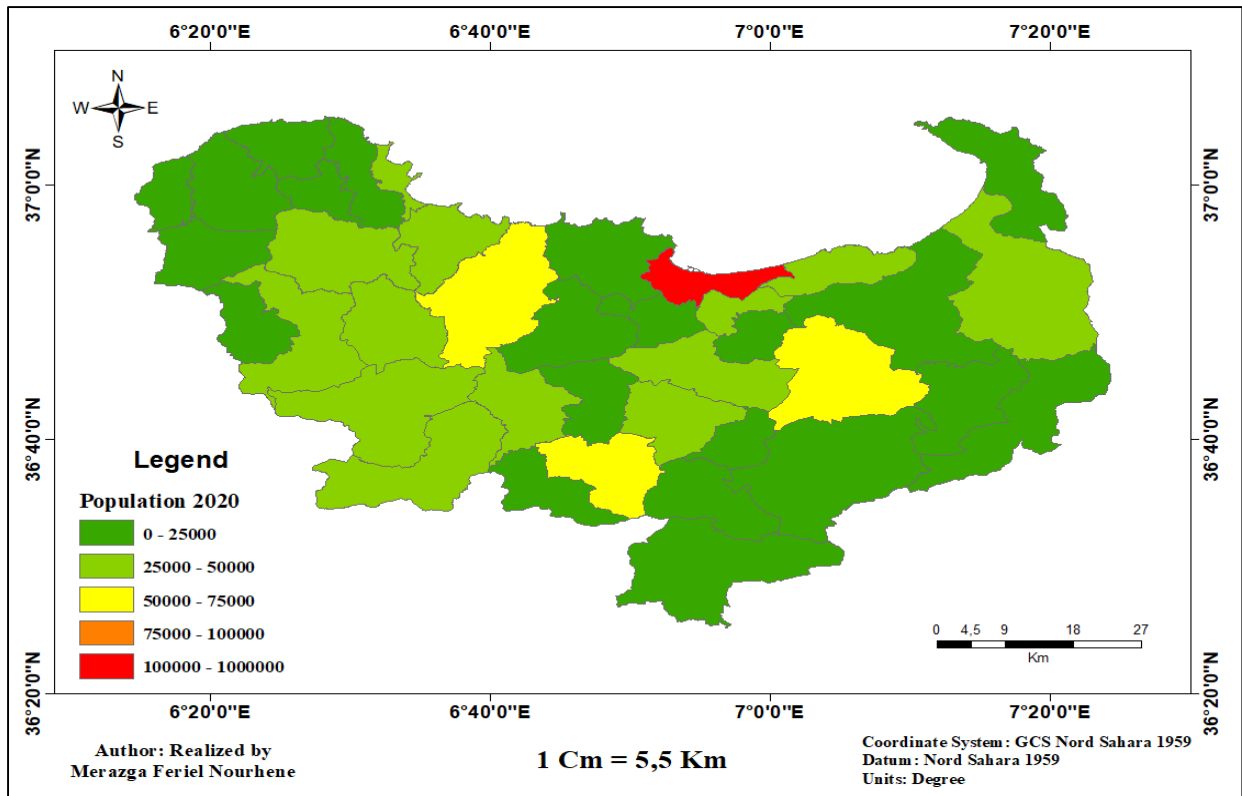 6°20'0"E 6°40'0"E 7°0'0"E 7°20'0"E
N
W E
S
37°0'0"N
37°0'0"N
36°40'0"N
36°40'0"N
36°20'0"N
36°20'0"N
Legend
Population 2020
0 - 25000
25000 - 50000
50000 - 75000
75000 - 100000
100000 - 1000000
0 4,5 9 18 27
Km
6°20'0"E 6°40'0"E 7°0'0"E 7°20'0"E
Author: Realized by
Merazga Feriel Nourhene
1 Cm = 5,5 Km
Coordinate System: GCS Nord Sahara 1959
Datum: Nord Sahara 1959
Units: Degree